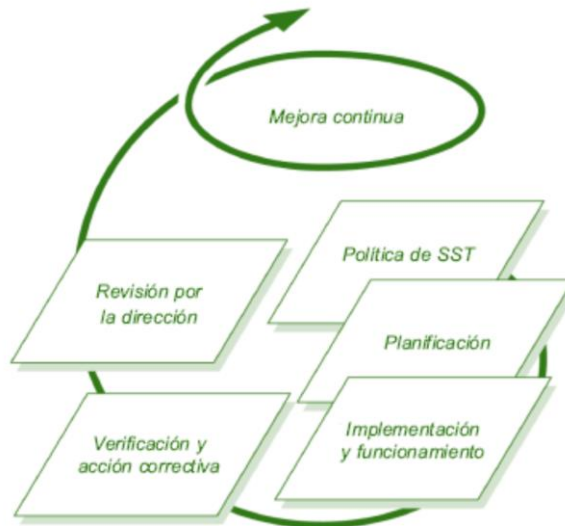 Mejora continua
Política de SST
Planificación
Implementación
y funcionamiento
Verificación y
acción correctiva
Revisión por
la dirección